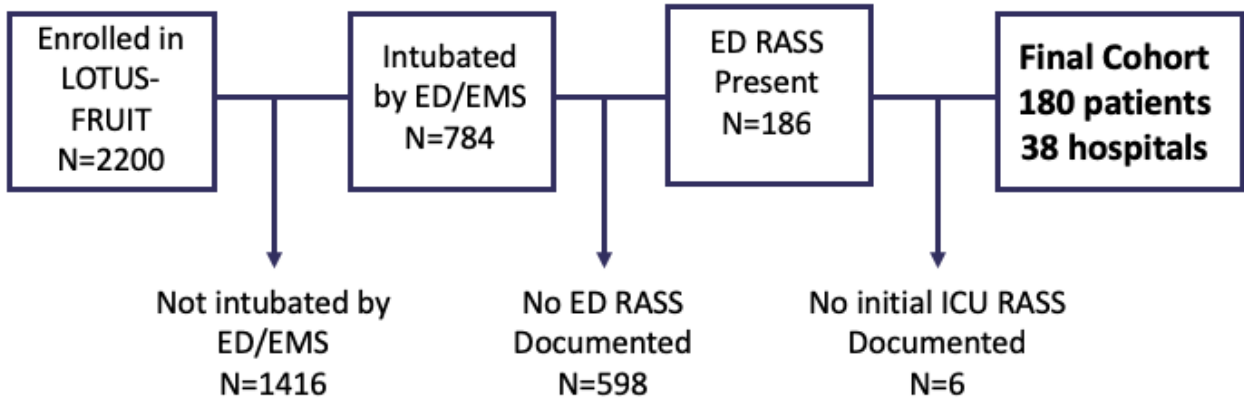 Enrolled in
LOTUS-
FRUIT
N=2200
Intubated
by ED/EMS
N=784
ED RASS
Present
N=186
Final Cohort
180 patients
38 hospitals
Not intubated by
ED/EMS
N=1416
No ED RASS
Documented
N=598
No initial ICU RASS
Documented
N=6